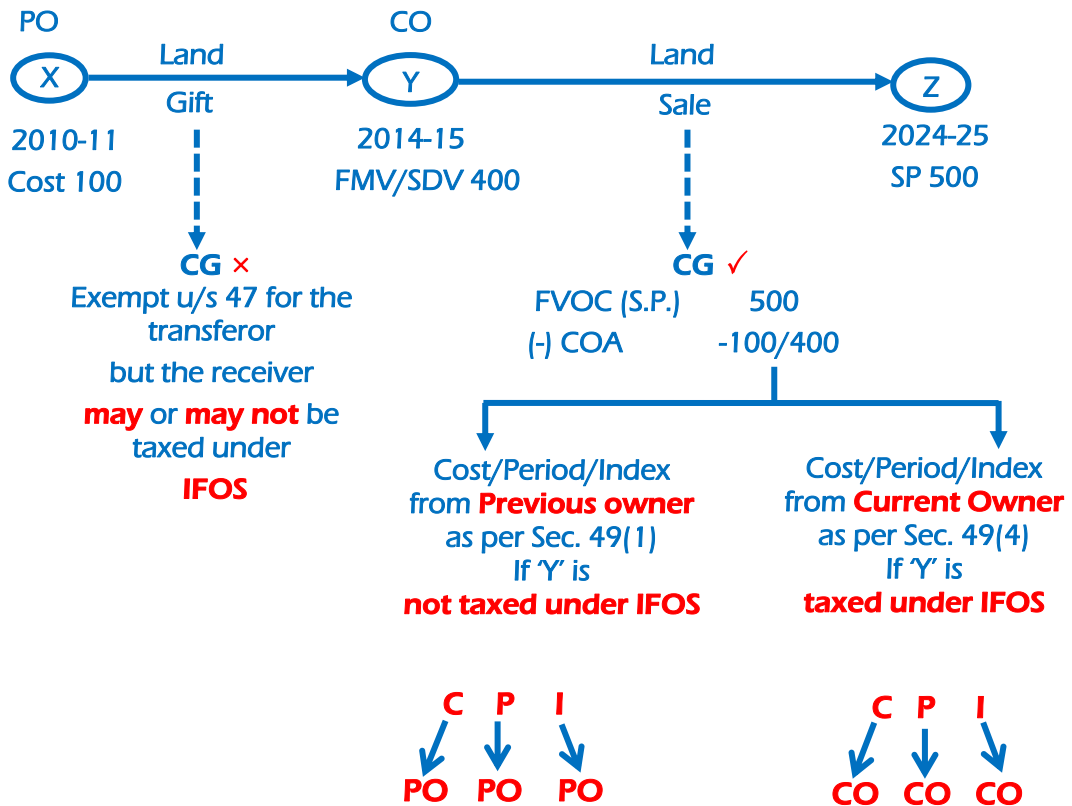 PO
CO
X
Land
Y
Land
Z
Gift
Sale
2010-11
Cost 100
2014-15
FMV/SDV 400
2024-25
SP 500
CG ×
Exempt u/s 47 for the
transferor
but the receiver
may or may not be
taxed under
IFOS
CG ✓
FVOC (S.P.) 500
(-) COA -100/400
Cost/Period/Index
from Previous owner
as per Sec. 49(1)
If ‘Y’ is
not taxed under IFOS
Cost/Period/Index
from Current Owner
as per Sec. 49(4)
If ‘Y’ is
taxed under IFOS
C P I
PO PO PO
C P I
CO CO CO